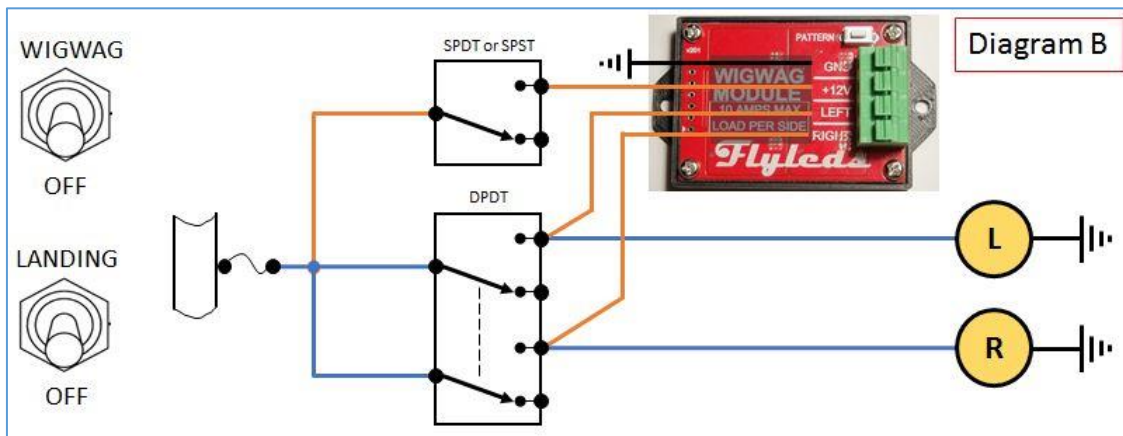 WIGWAG
OFF
LANDING
OFF
SPDT or SPST
DPDT
PATTERN
GND
+12V
LEFT
RIGHT
WIGWAG
MODULE
10 AMPS MAX
LOAD PER SIDE
Flyleds
Diagram B
L
R